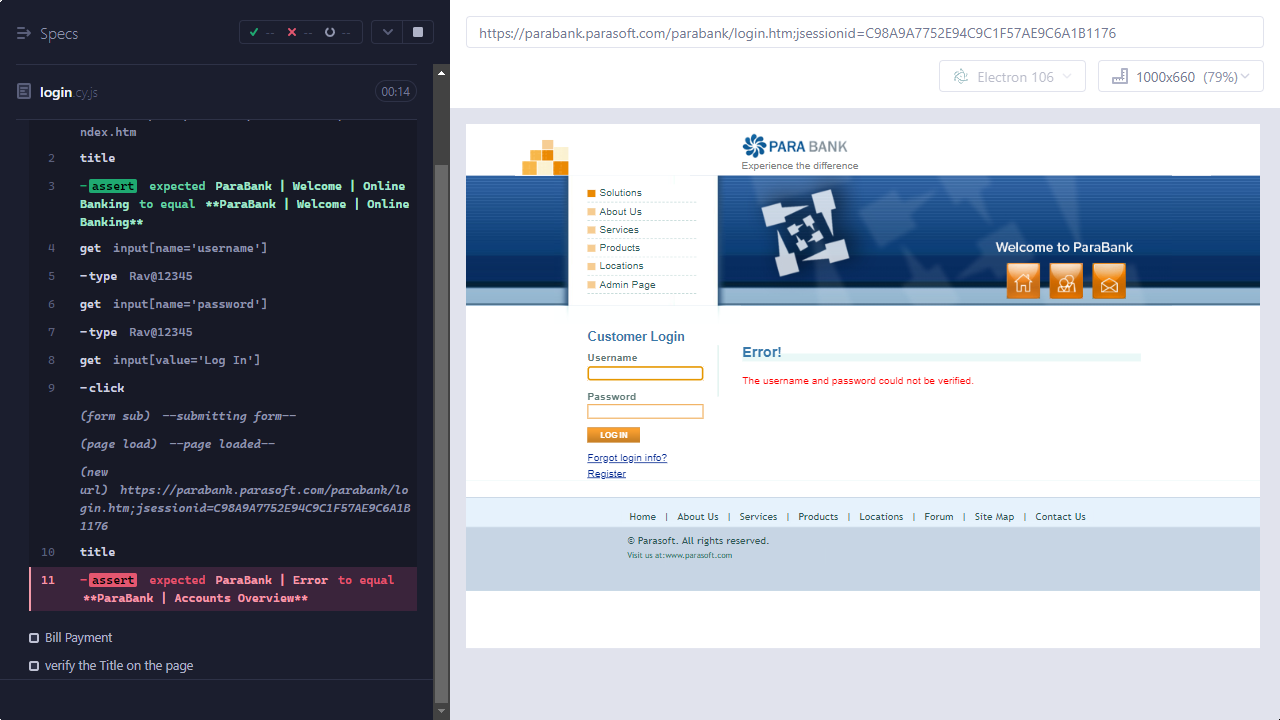 Specs
-- -- --
login.cy.js 00:14
ndex.htm
2 title
3 -assert expected ParaBank | Welcome | Online
Banking to equal **ParaBank | Welcome | Online
Banking**
4 get input[name='username']
5 -type Rav@12345
6 get input[name='password']
7 -type Rav@12345
8 get input[value='Log In']
9 -click
(form sub) --submitting form--
(page load) --page loaded--
(new
url) https://parabank.parasoft.com/parabank/lo
gin.htm;jsessionid=C98A9A7752E94C9C1F57AE9C6A1B
1176
10 title
11 -assert expected ParaBank | Error to equal
**ParaBank | Accounts Overview**
Bill Payment
verify the Title on the page
https://parabank.parasoft.com/parabank/login.htm;jsessionid=C98A9A7752E94C9C1F57AE9C6A1B1176
Electron 106
1000x660 (79%)
PARA BANK
Experience the difference
Solutions
About Us
Services
Products
Locations
Admin Page
Welcome to ParaBank
Customer Login
Username
Password
LOG IN
Forgot login info?
Register
Error!
The username and password could not be verified.
Home | About Us | Services | Products | Locations | Forum | Site Map | Contact Us
© Parasoft. All rights reserved.
Visit us at:www.parasoft.com